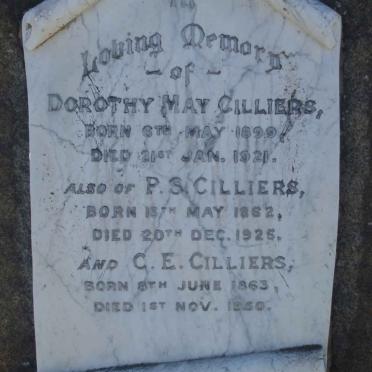 In
Loving Memory
- of -
DOROTHY MAY CILLIERS,
BORN 6TH MAY 1899,
DIED 21ST JAN. 1921.
ALSO OF P. S. CILLIERS,
BORN 15TH MAY 1862,
DIED 20TH DEC. 1925.
AND C. E. CILLIERS,
BORN 8TH JUNE 1863,
DIED 1ST NOV.